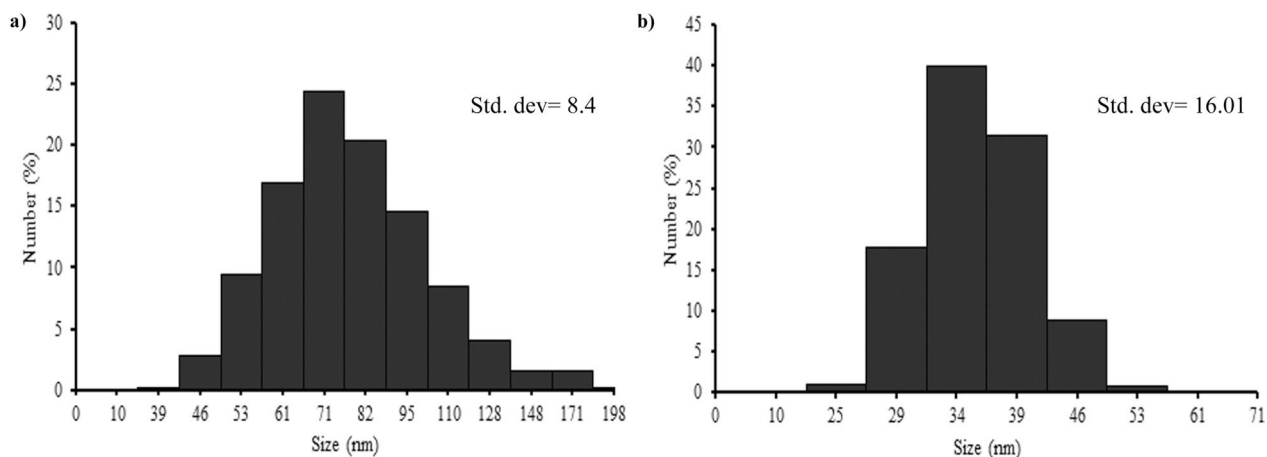 a)
30
25
20
15
10
5
0
Number (%)
Std. dev= 8.4
0 10 39 46 53 61 71 82 95 110 128 148 171 198
Size (nm)
b)
45
40
35
30
25
20
15
10
5
0
Number (%)
Std. dev= 16.01
0 10 25 29 34 39 46 53 61 71
Size (nm)